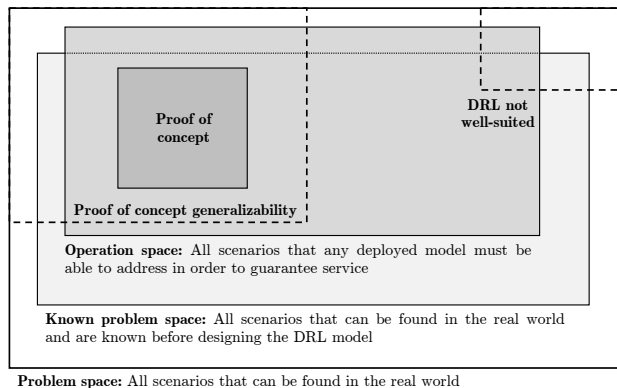 Proof of
concept
DRL not
well-suited
Proof of concept generalizability
Operation space: All scenarios that any deployed model must be
able to address in order to guarantee service
Known problem space: All scenarios that can be found in the real world
and are known before designing the DRL model
Problem space: All scenarios that can be found in the real world